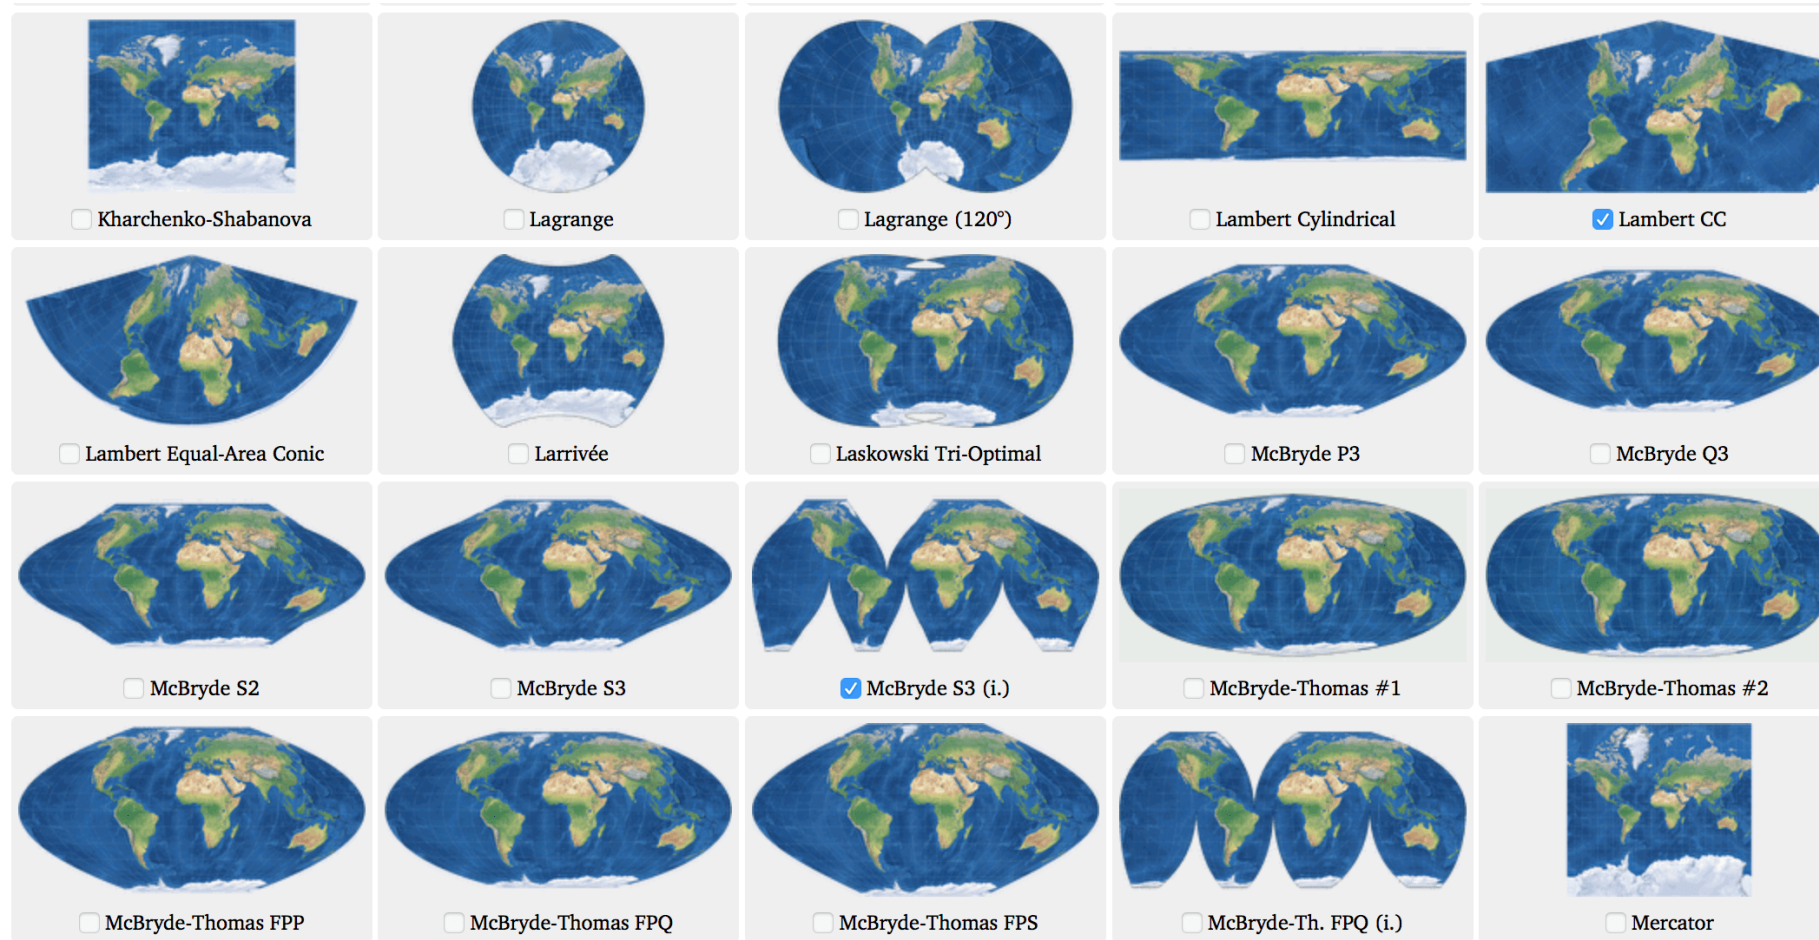 Kharchenko-Shabanova
Lagrange
Lagrange (120°)
Lambert Cylindrical
Lambert CC
Lambert Equal-Area Conic
Larrivée
Laskowski Tri-Optimal
McBryde P3
McBryde Q3
McBryde S2
McBryde S3
McBryde S3 (i.)
McBryde-Thomas #1
McBryde-Thomas #2
McBryde-Thomas FPP
McBryde-Thomas FPQ
McBryde-Thomas FPS
McBryde-Th. FPQ (i.)
Mercator